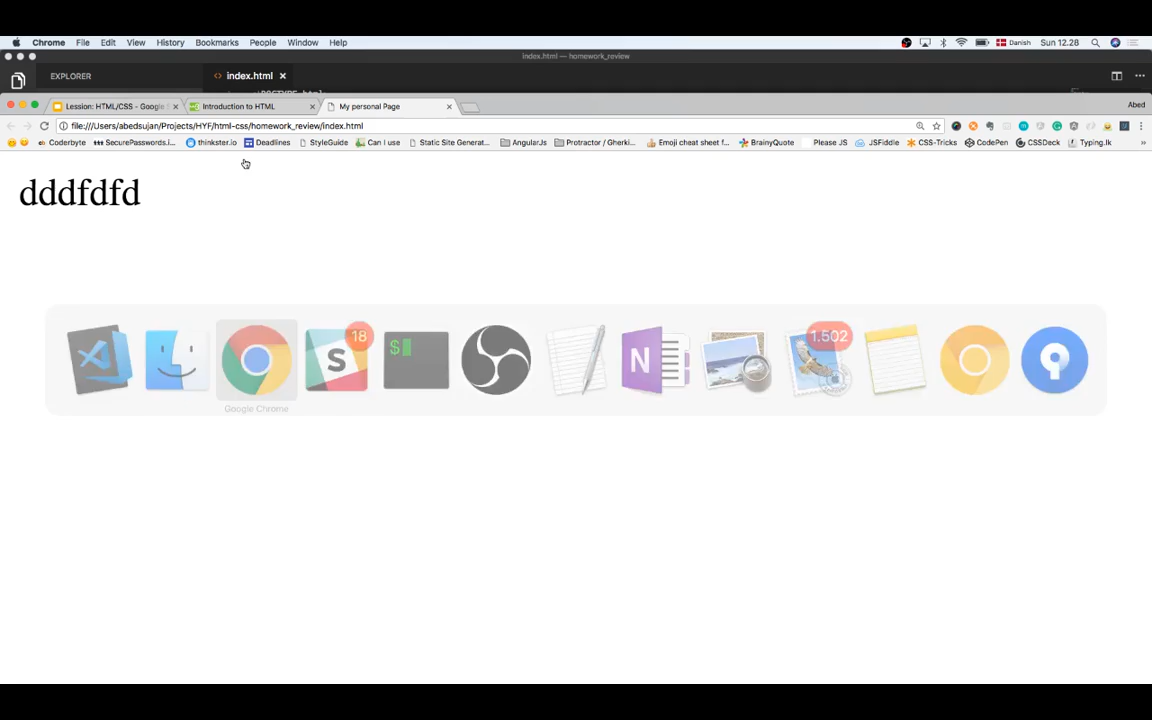 Chrome File Edit View History Bookmarks People Window Help Danish Sun 12.28
index.html — homework_review
EXPLORER index.html
Lession: HTML/CSS - Google S Introduction to HTML My personal Page Abed
file:///Users/abedsujan/Projects/HYF/html-css/homework_review/index.html
Coderbyte SecurePasswords.i... thinkster.io Deadlines StyleGuide Can I use Static Site Generat... AngularJs Protractor / Gherki... Emoji cheat sheet f... BrainyQuote Please JS JSFiddle CSS-Tricks CodePen CSSDeck Typing.lk »
dddfdfd
18 1.502
S $ N
Google Chrome